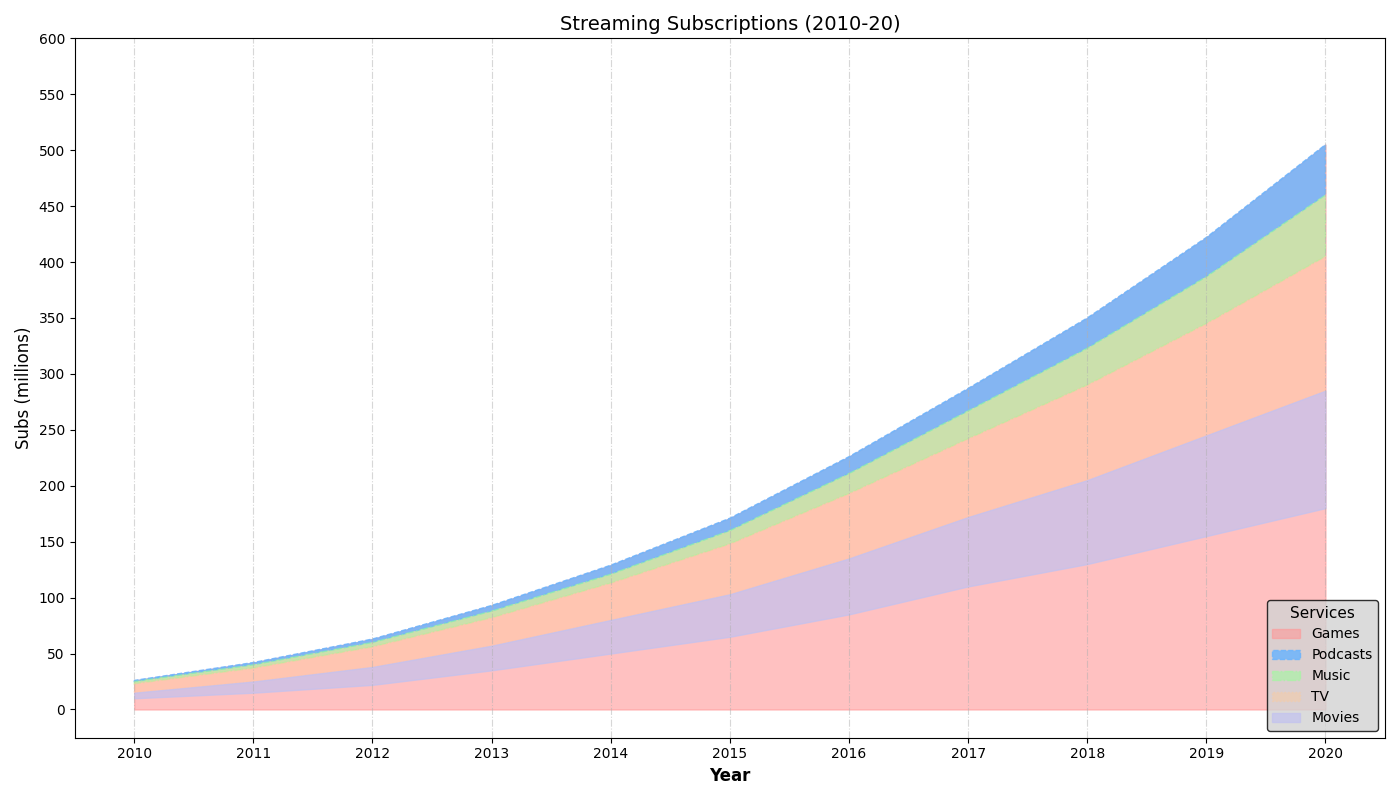 Streaming Subscriptions (2010-20)
600
550
500
450
400
350
300
250
200
150
100
50
0
Subs (millions)
2010 2011 2012 2013 2014 2015 2016 2017 2018 2019 2020
Year
Services
Games
Podcasts
Music
TV
Movies